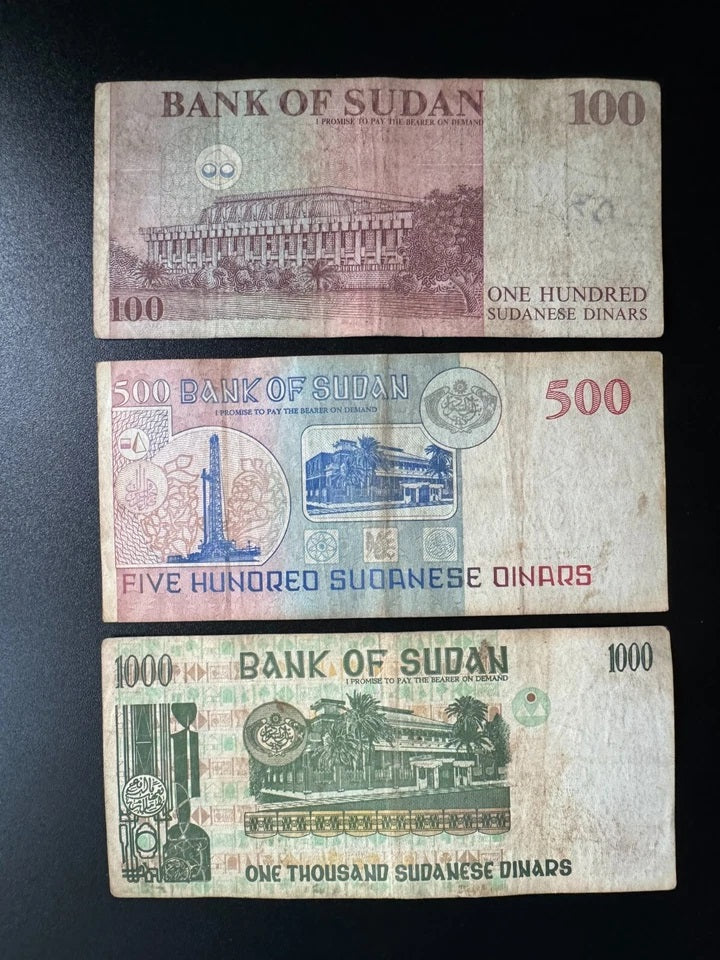 BANK OF SUDAN 100
I PROMISE TO PAY THE BEARER ON DEMAND
100
ONE HUNDRED
SUDANESE DINARS
500 BANK OF SUDAN 500
I PROMISE TO PAY THE BEARER ON DEMAND
FIVE HUNDRED SUDANESE DINARS
1000 BANK OF SUDAN 1000
I PROMISE TO PAY THE BEARER ON DEMAND
ONE THOUSAND SUDANESE DINARS